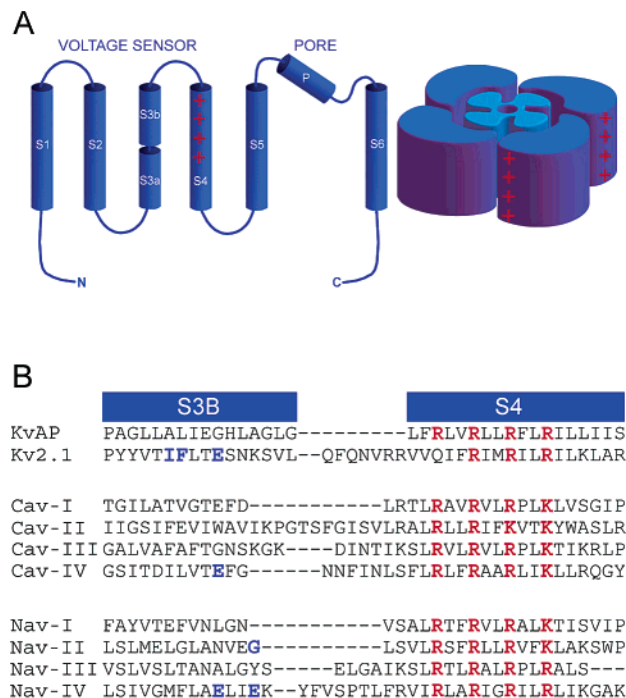 A
VOLTAGE SENSOR PORE
P
S1 S2 S3b S3a S4 S5 S6
+ + + +
+ + + +
+ + + +
N C
B
S3B S4
KvAP PAGLLALIEGHLAGLG---------LFRLVRLLRFLRILLIIS
Kv2.1 PYYVTIFLTESNKSVL--QFQNVRRVVQIFRIMRILRILKLAR
Cav-I TGILATVGTEFD-----------LRTLRAVRVLRPLKLVSGIP
Cav-II IIGSIFEVIWAVIKPGTSFGISVLRALRLLRIFKVTKYWASLR
Cav-III GALVAFAFTGNSKGK----DINTIKSLRVLRVLRPLKTIKRLP
Cav-IV GSITDILVTEFG----NNFINLSFLRLFRAARLIKLLRQGY
Nav-I FAYVTEFVNLGN-----------VSALRTFRVLRALKTISVIP
Nav-II LSLMELGLANVEG----------LSVLRSFRLLRVFKLAKSWP
Nav-III VSLVSLTANALGYS-----ELGAIKSLRTLRALRPLRALS---
Nav-IV LSIVGMFLAELIEK--YFVSPTLFRVIRLARIGRILRLIKGAK